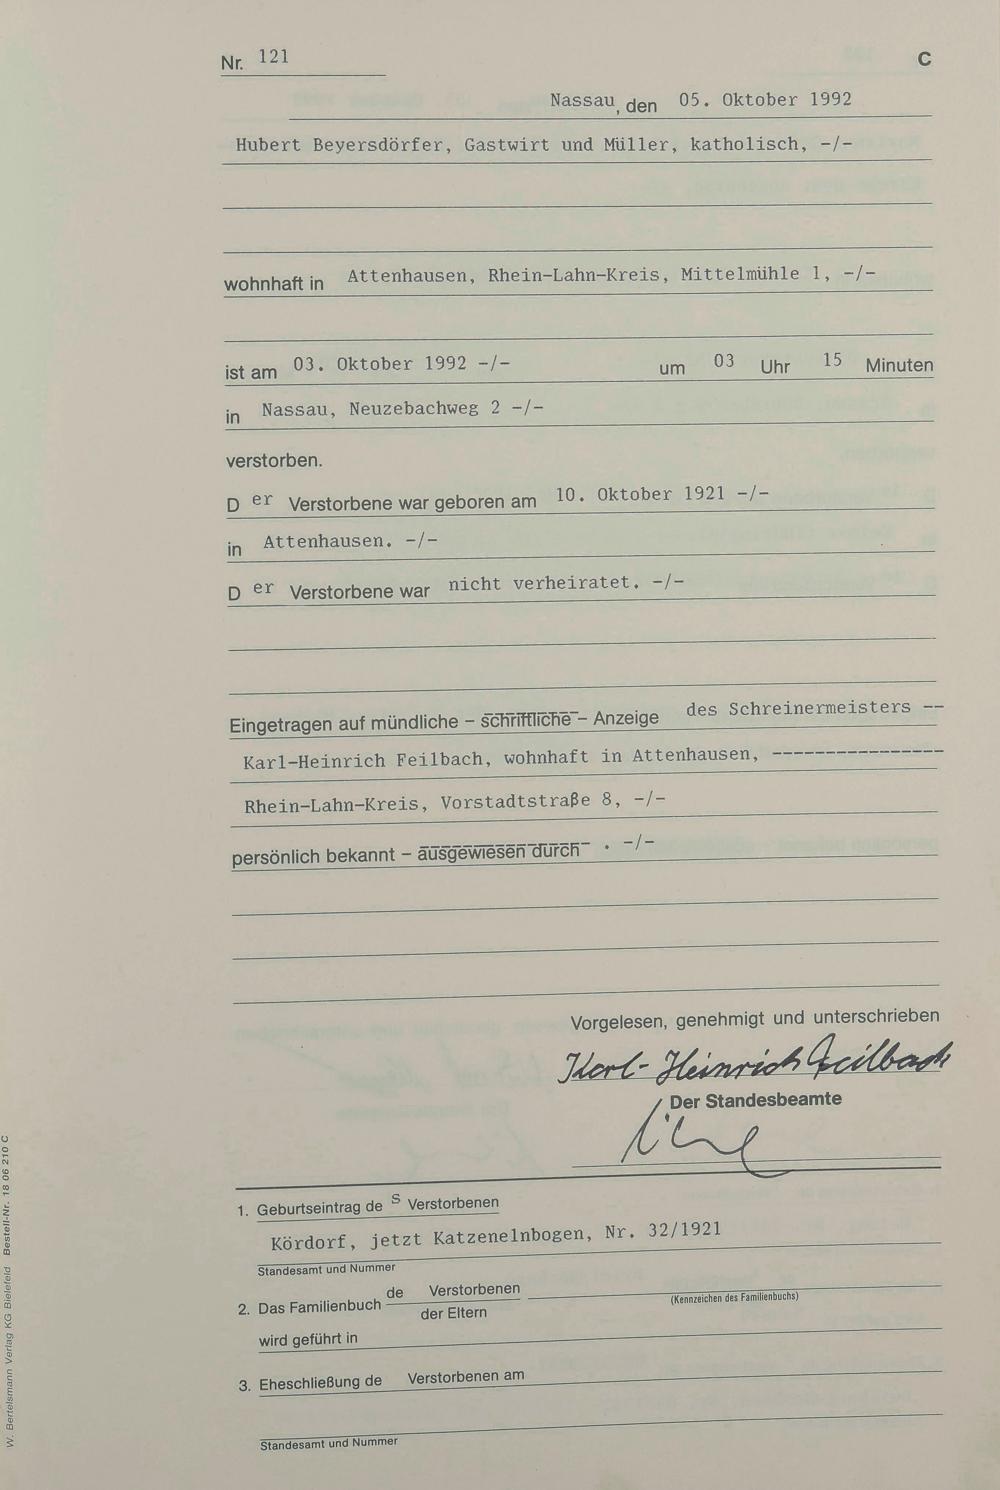 Nr. 121
C
Nassau, den 05. Oktober 1992
Hubert Beyersdörfer, Gastwirt und Müller, katholisch, -/-
wohnhaft in Attenhausen, Rhein-Lahn-Kreis, Mittelmühle 1, -/-
ist am 03. Oktober 1992 -/- um 03 Uhr 15 Minuten
in Nassau, Neuzebachweg 2 -/-
verstorben.
D er Verstorbene war geboren am 10. Oktober 1921 -/-
in Attenhausen. -/-
D er Verstorbene war nicht verheiratet. -/-
Eingetragen auf mündliche – schriftliche – Anzeige des Schreinermeisters --
Karl-Heinrich Feilbach, wohnhaft in Attenhausen, ----------------
Rhein-Lahn-Kreis, Vorstadtstraße 8, -/-
persönlich bekannt – ausgewiesen durch . -/-
Vorgelesen, genehmigt und unterschrieben
Karl-Heinrich Feilbach
Der Standesbeamte
1. Geburtseintrag de s Verstorbenen
Kördorf, jetzt Katzenelnbogen, Nr. 32/1921
Standesamt und Nummer
2. Das Familienbuch de Verstorbenen
der Eltern
(Kennzeichen des Familienbuchs)
wird geführt in
3. Eheschließung de Verstorbenen am
Standesamt und Nummer
W. Bertelsmann Verlag KG Bielefeld Bestell-Nr. 18 06 210 C